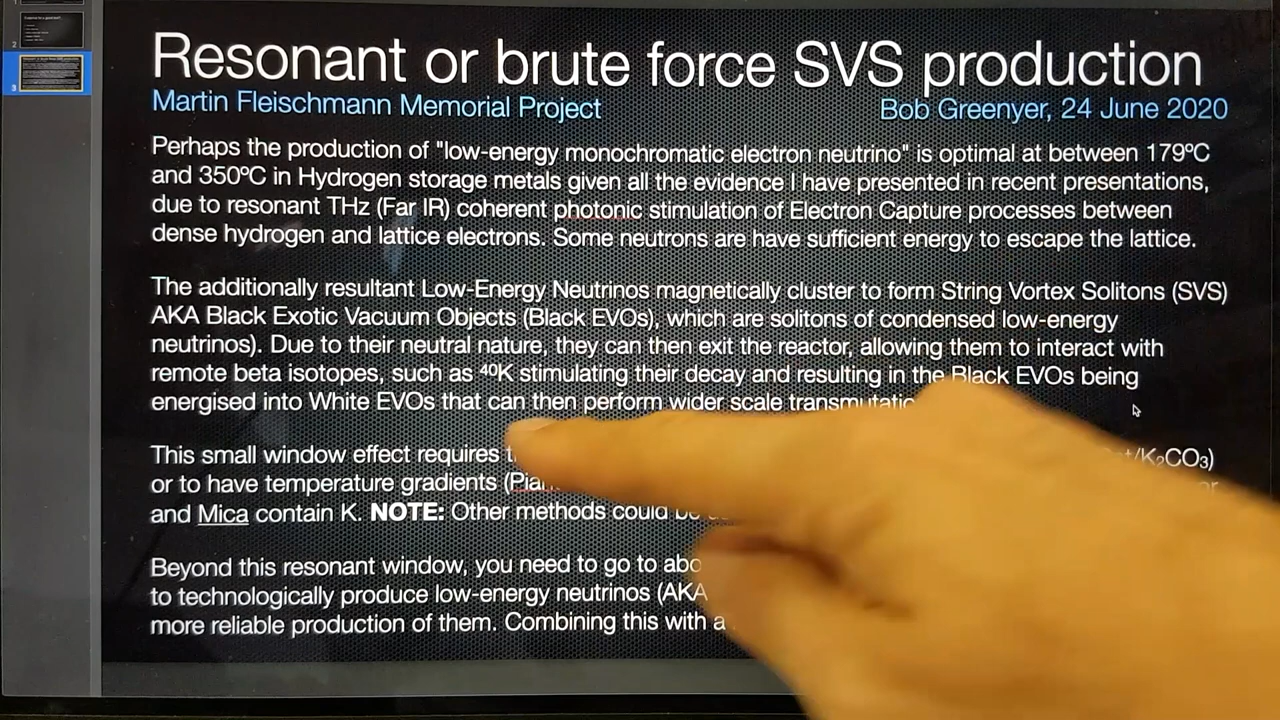 Resonant or brute force SVS production
Martin Fleischmann Memorial Project Bob Greenyer, 24 June 2020
Perhaps the production of "low-energy monochromatic electron neutrino" is optimal at between 179ºC
and 350ºC in Hydrogen storage metals given all the evidence I have presented in recent presentations,
due to resonant THz (Far IR) coherent photonic stimulation of Electron Capture processes between
dense hydrogen and lattice electrons. Some neutrons are have sufficient energy to escape the lattice.
The additionally resultant Low-Energy Neutrinos magnetically cluster to form String Vortex Solitons (SVS)
AKA Black Exotic Vacuum Objects (Black EVOs), which are solitons of condensed low-energy
neutrinos). Due to their neutral nature, they can then exit the reactor, allowing them to interact with
remote beta isotopes, such as ⁴⁰K stimulating their decay and resulting in the Black EVOs being
energised into White EVOs that can then perform wider scale
This small window effect requires /K₂CO₃)
or to have temperature gradients
and Mica contain K. NOTE: Other methods could
Beyond this resonant window, you need to go to
to technologically produce low-energy neutrinos (AKA
more reliable production of them. Combining this with a
2
3